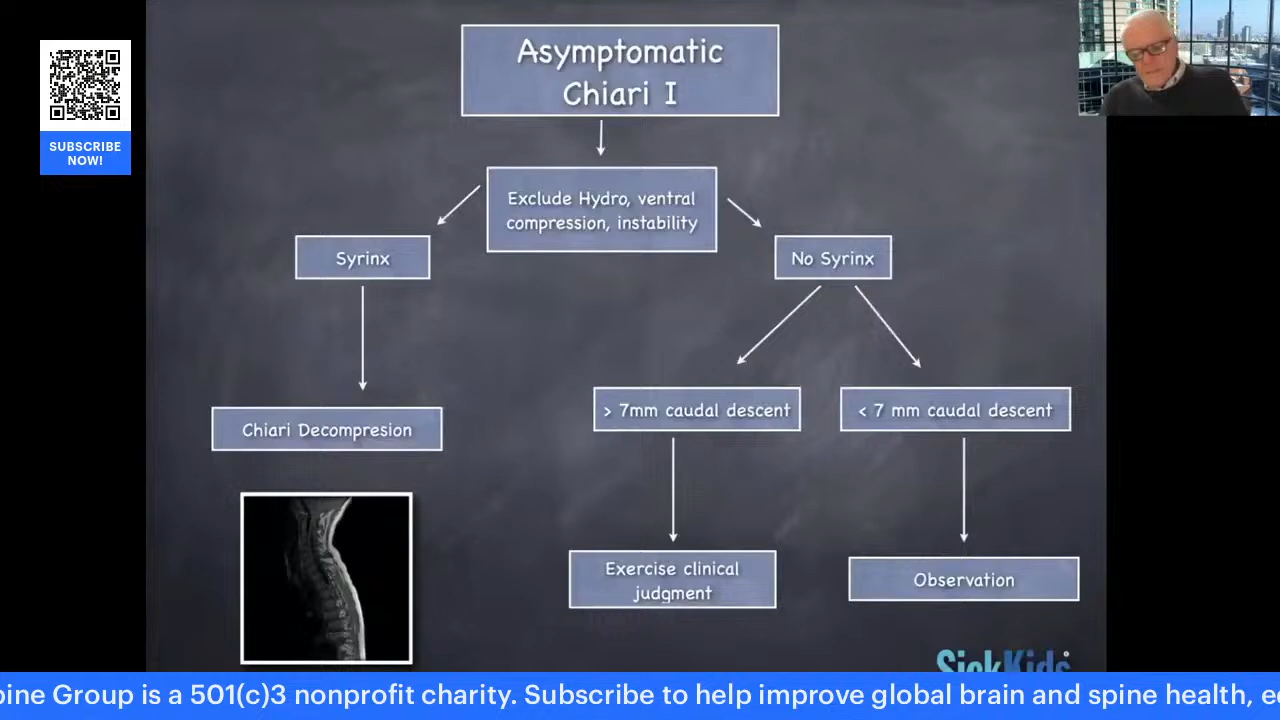 SUBSCRIBE
NOW!
Asymptomatic
Chiari I
Exclude Hydro, ventral
compression, instability
Syrinx
No Syrinx
Chiari Decompresion
> 7mm caudal descent
< 7 mm caudal descent
Exercise clinical
judgment
Observation
SickKids
Group is a 501(c)3 nonprofit charity. Subscribe to help improve global brain and spine health,